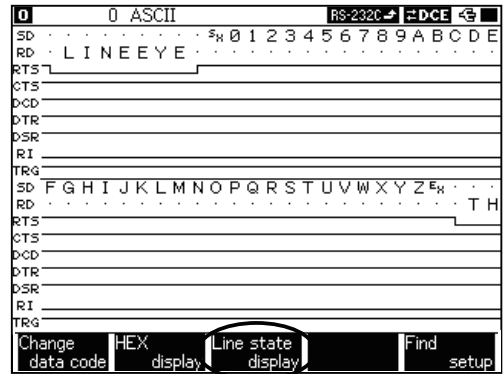 0 0 ASCII RS-232C DCE
SD · · · · · · · · · · SX 0 1 2 3 4 5 6 7 8 9 A B C D E
RD · L I N E E Y E · · · · · · · · · · · · · · · · ·
RTS
CTS
DCD
DTR
DSR
RI
TRG
SD F G H I J K L M N O P Q R S T U V W X Y Z EX · · ·
RD · · · · · · · · · · · · · · · · · · · · · · · T H
RTS
CTS
DCD
DTR
DSR
RI
TRG
Change HEX Line state Find
data code display display setup